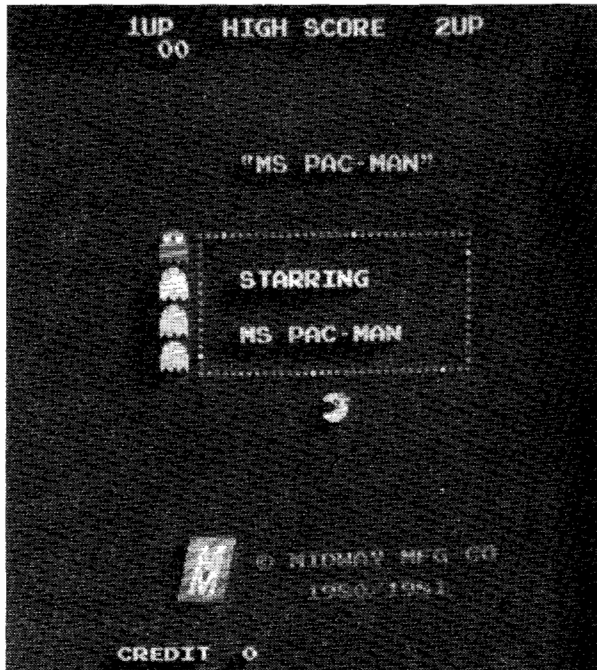 1UP HIGH SCORE 2UP
00
"MS PAC-MAN"
STARRING
MS PAC-MAN
© MIDWAY MFG CO
1980/1981
CREDIT 0